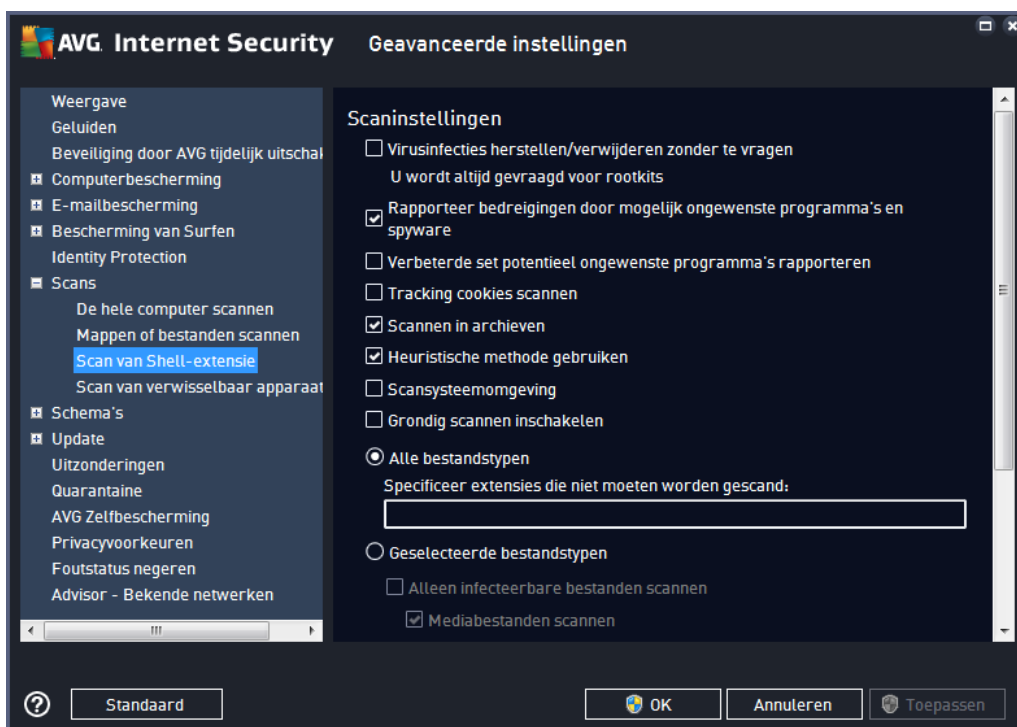 AVG. Internet Security
Geavanceerde instellingen
Weergave
Geluiden
Beveiliging door AVG tijdelijk uitschak
Computerbescherming
E-mailbescherming
Bescherming van Surfen
Identity Protection
Scans
De hele computer scannen
Mappen of bestanden scannen
Scan van Shell-extensie
Scan van verwisselbaar apparaat
Schema's
Update
Uitzonderingen
Quarantaine
AVG Zelfbescherming
Privacyvoorkeuren
Foutstatus negeren
Advisor - Bekende netwerken
Scaninstellingen
Virusinfecties herstellen/verwijderen zonder te vragen
U wordt altijd gevraagd voor rootkits
Rapporteer bedreigingen door mogelijk ongewenste programma's en
spyware
Verbeterde set potentieel ongewenste programma's rapporteren
Tracking cookies scannen
Scannen in archieven
Heuristische methode gebruiken
Scansysteemomgeving
Grondig scannen inschakelen
Alle bestandstypen
Specificeer extensies die niet moeten worden gescand:
Geselecteerde bestandstypen
Alleen infecteerbare bestanden scannen
Mediabestanden scannen
?
Standaard
OK
Annuleren
Toepassen